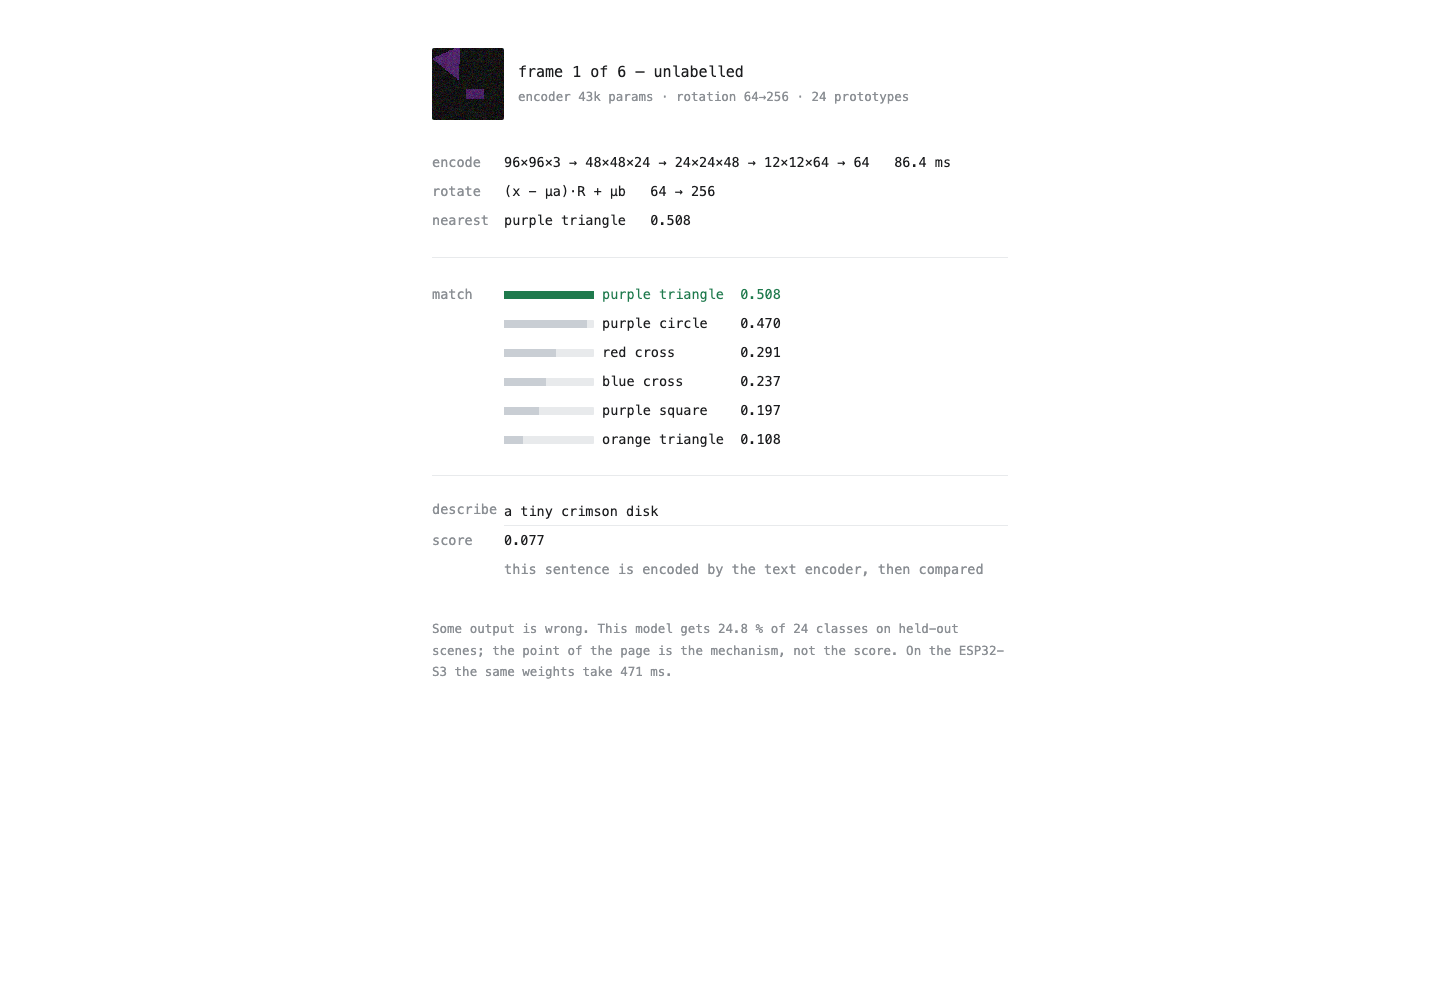 frame 1 of 6 — unlabelled
encoder 43k params · rotation 64→256 · 24 prototypes
encode 96×96×3 → 48×48×24 → 24×24×48 → 12×12×64 → 64 86.4 ms
rotate (x − μa)·R + μb 64 → 256
nearest purple triangle 0.508
match purple triangle 0.508
purple circle 0.470
red cross 0.291
blue cross 0.237
purple square 0.197
orange triangle 0.108
describe a tiny crimson disk
score 0.077
this sentence is encoded by the text encoder, then compared
Some output is wrong. This model gets 24.8 % of 24 classes on held-out
scenes; the point of the page is the mechanism, not the score. On the ESP32-
S3 the same weights take 471 ms.